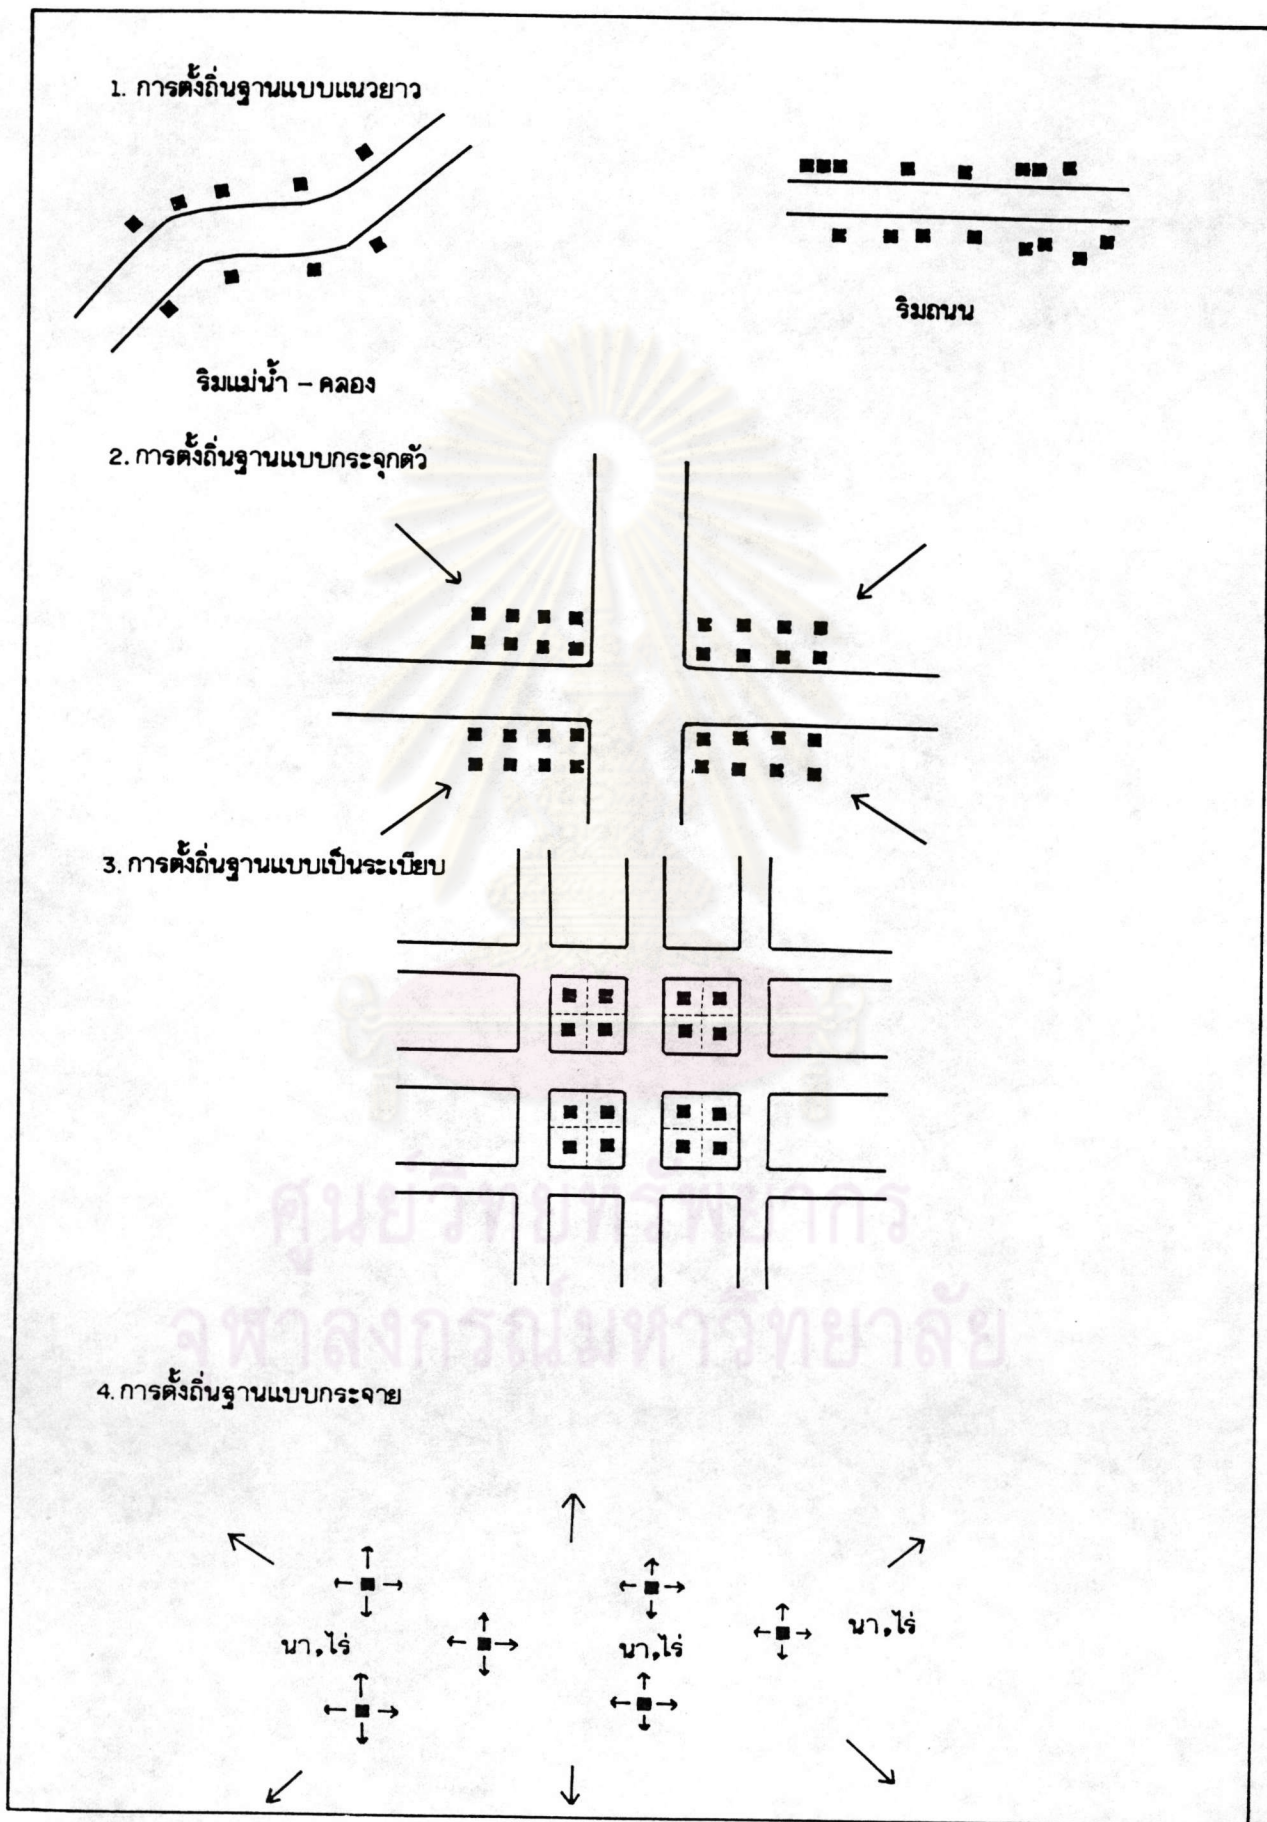 1. การตั้งถิ่นฐานแบบแนวยาว
ริมถนน
ริมแม่น้ำ – คลอง
2. การตั้งถิ่นฐานแบบกระจุกตัว
3. การตั้งถิ่นฐานแบบเป็นระเบียบ
ศูนย์วิทยทรัพยากร
จุฬาลงกรณ์มหาวิทยาลัย
4. การตั้งถิ่นฐานแบบกระจาย
นา,ไร่
นา,ไร่
นา,ไร่